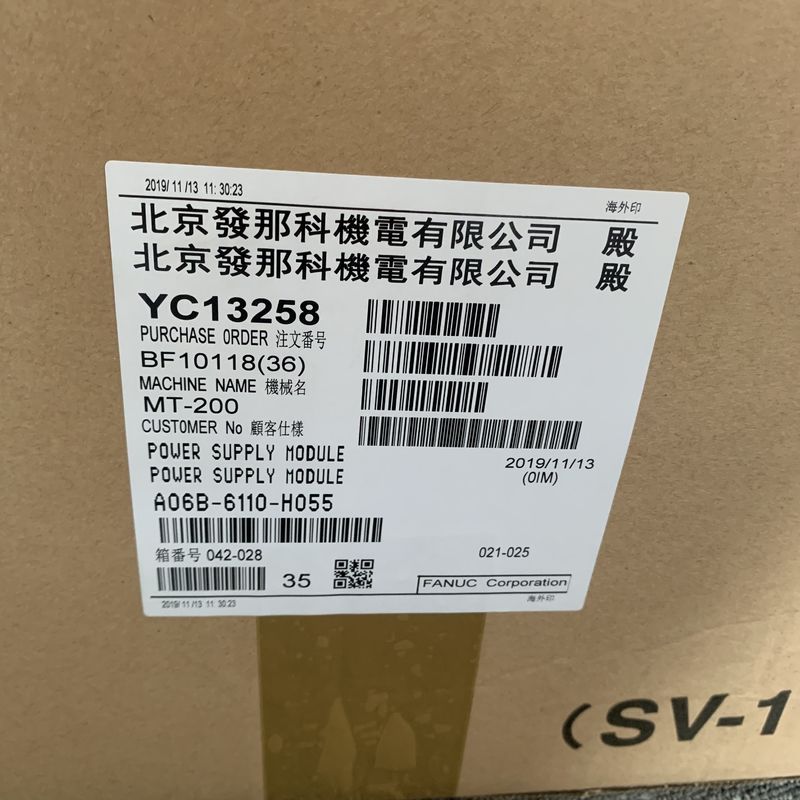 2019/11/13 11:30:23
海外印
北京發那科機電有限公司 殿
北京發那科機電有限公司 殿
YC13258
PURCHASE ORDER 注文番号
BF10118(36)
MACHINE NAME 機械名
MT-200
CUSTOMER No 顧客仕様
POWER SUPPLY MODULE
2019/11/13
POWER SUPPLY MODULE
(0IM)
A06B-6110-H055
箱番号 042-028
021-025
35
FANUC Corporation
2019/11/13 11:30:23
海外印
(SV-1